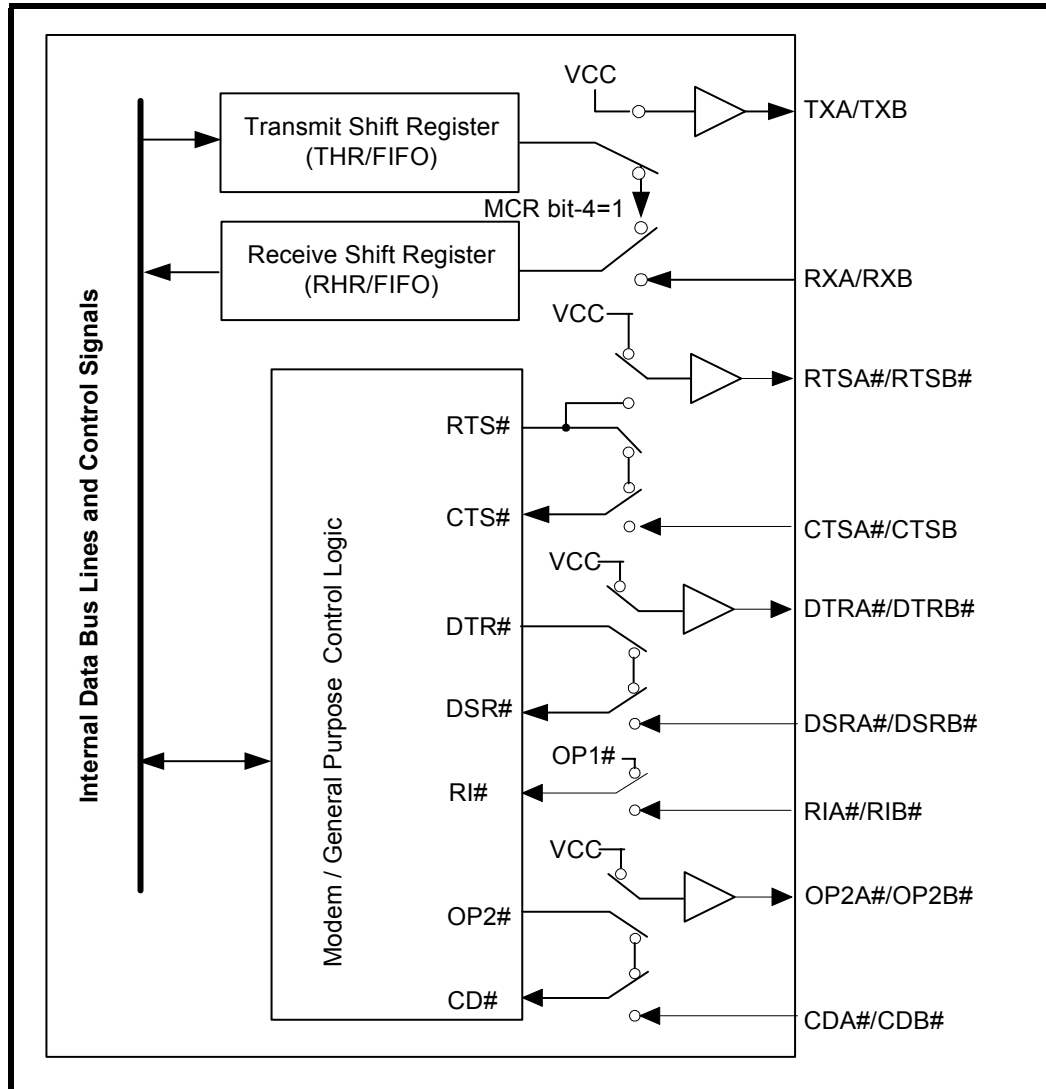 VCC
TXA/TXB
Transmit Shift Register
(THR/FIFO)
MCR bit-4=1
Receive Shift Register
(RHR/FIFO)
RXA/RXB
VCC
RTSA#/RTSB#
RTS#
CTS#
CTSA#/CTSB
VCC
DTRA#/DTRB#
DTR#
DSR#
DSRA#/DSRB#
OP1#
RI#
RIA#/RIB#
VCC
OP2A#/OP2B#
OP2#
CD#
CDA#/CDB#
Internal Data Bus Lines and Control Signals
Modem / General Purpose Control Logic